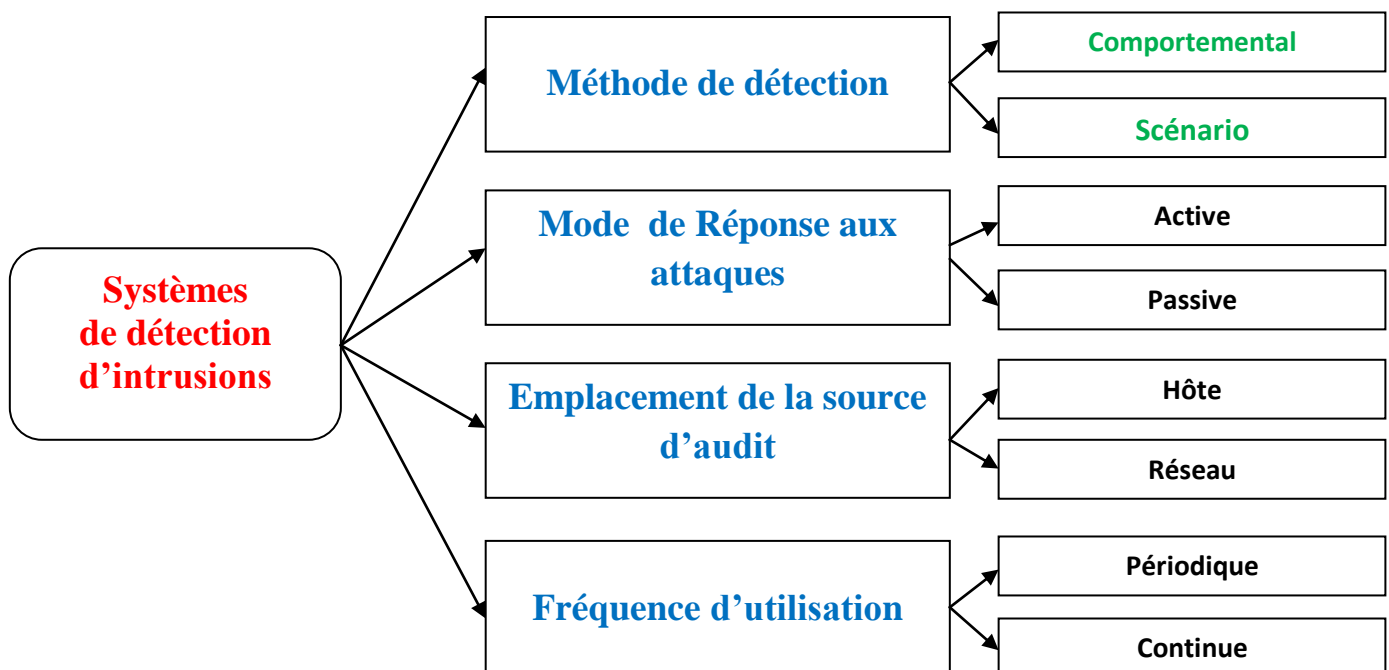 Systèmes
de détection
d’intrusions
Méthode de détection
Comportemental
Scénario
Mode de Réponse aux
attaques
Active
Passive
Emplacement de la source
d’audit
Hôte
Réseau
Fréquence d’utilisation
Périodique
Continue